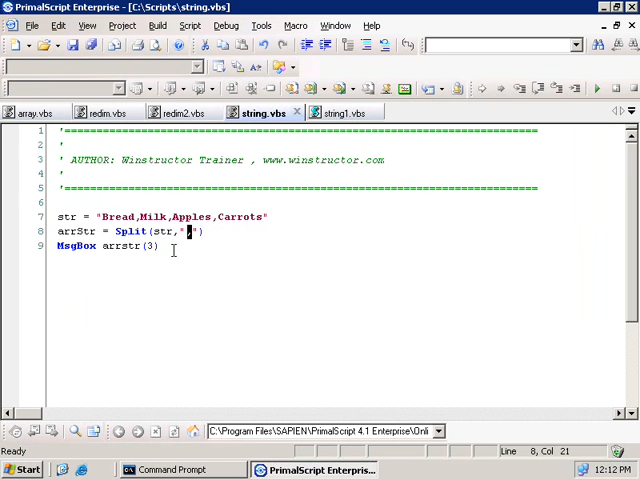 PrimalScript Enterprise - [C:\Scripts\string.vbs]
File Edit View Insert Project Script Debug Tools PrimalMerge Window Help
array.vbs redim.vbs redim2.vbs string.vbs string1.vbs
1 '==================================================================================
2 '
3 ' AUTHOR: Winstructor Trainer , www.winstructor.com
4 '
5 '==================================================================================
6
7 str = "Bread,Milk,Apples,Carrots"
8 arrStr = Split(str,",")
9 MsgBox arrstr(3)
C:\Program Files\SAPIEN\PrimalScript 4.1 Enterprise\Onli
Ready Line 8, Col 21
Start Command Prompt PrimalScript Enterpris... 12:12 PM